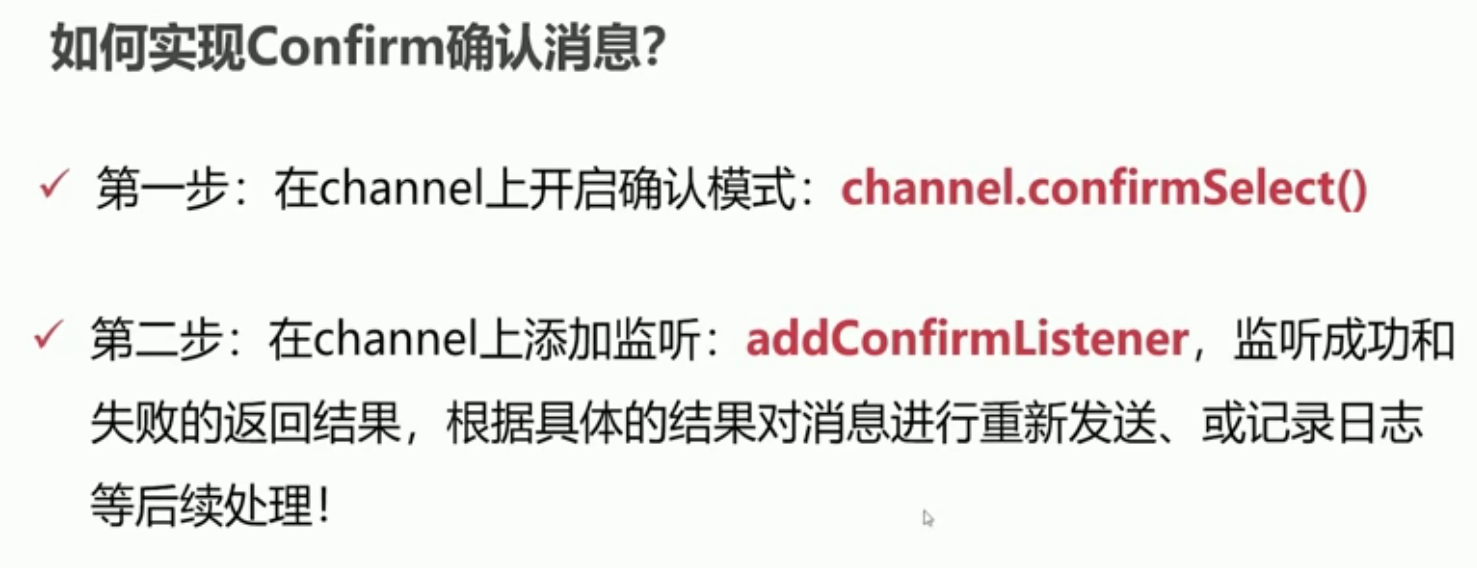 如何实现Confirm确认消息？
第一步：在channel上开启确认模式：channel.confirmSelect()
第二步：在channel上添加监听：addConfirmListener，监听成功和
失败的返回结果，根据具体的结果对消息进行重新发送、或记录日志
等后续处理！